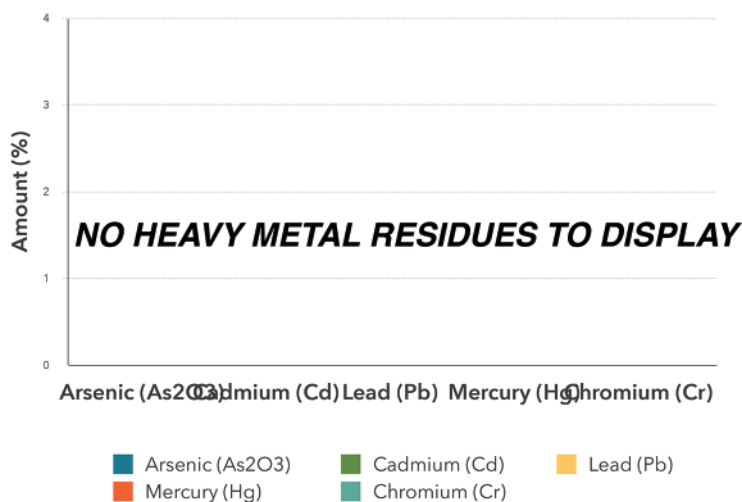 4
3
2
1
0
Amount (%)
NO HEAVY METAL RESIDUES TO DISPLAY
Arsenic (As2O3) Cadmium (Cd) Lead (Pb) Mercury (Hg) Chromium (Cr)
Arsenic (As2O3) Cadmium (Cd) Lead (Pb)
Mercury (Hg) Chromium (Cr)